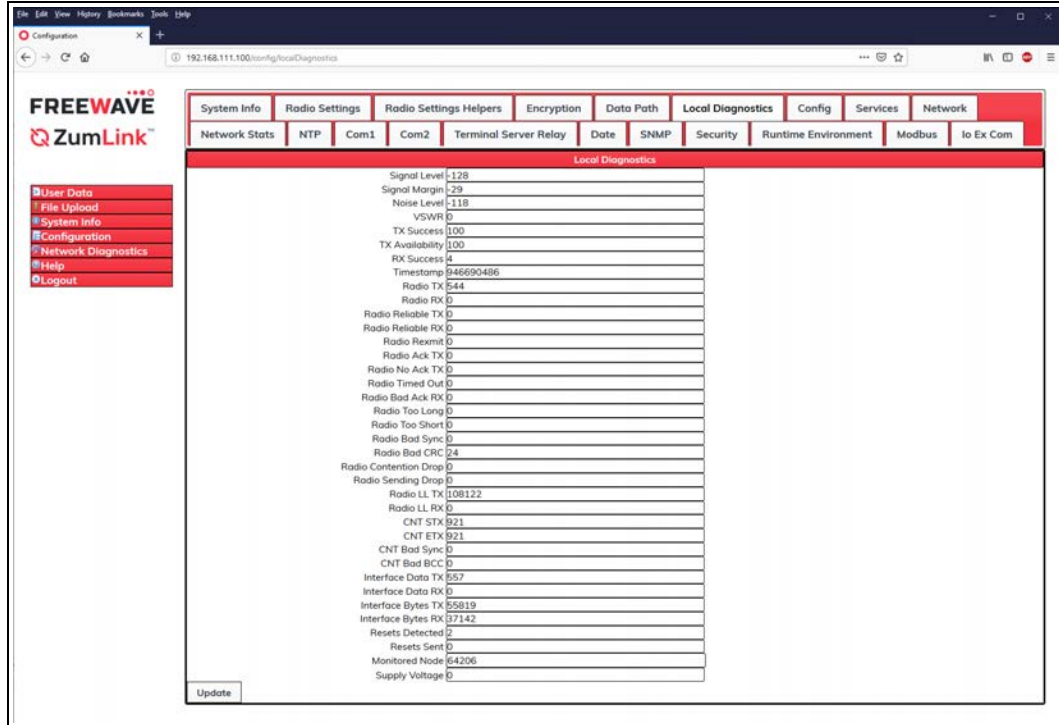 File Edit View History Bookmarks Tools Help
Configuration
192.168.111.100/config/localDiagnostics
FREEWAVE
ZumLink™
System Info Radio Settings Radio Settings Helpers Encryption Data Path Local Diagnostics Config Services Network
Network Stats NTP Com1 Com2 Terminal Server Relay Date SNMP Security Runtime Environment Modbus Io Ex Com
User Data
File Upload
System Info
Configuration
Network Diagnostics
Help
Logout
Local Diagnostics
Signal Level -128
Signal Margin -29
Noise Level -118
VSWR 0
TX Success 100
TX Availability 100
RX Success 4
Timestamp 946690486
Radio TX 544
Radio RX 0
Radio Reliable TX 0
Radio Reliable RX 0
Radio Rexmit 0
Radio Ack TX 0
Radio No Ack TX 0
Radio Timed Out 0
Radio Bad Ack RX 0
Radio Too Long 0
Radio Too Short 0
Radio Bad Sync 0
Radio Bad CRC 24
Radio Contention Drop 0
Radio Sending Drop 0
Radio LL TX 108122
Radio LL RX 0
CNT STX 921
CNT ETX 921
CNT Bad Sync 0
CNT Bad BCC 0
Interface Data TX 557
Interface Data RX 0
Interface Bytes TX 55819
Interface Bytes RX 37142
Resets Detected 2
Resets Sent 0
Monitored Node 64206
Supply Voltage 0
Update